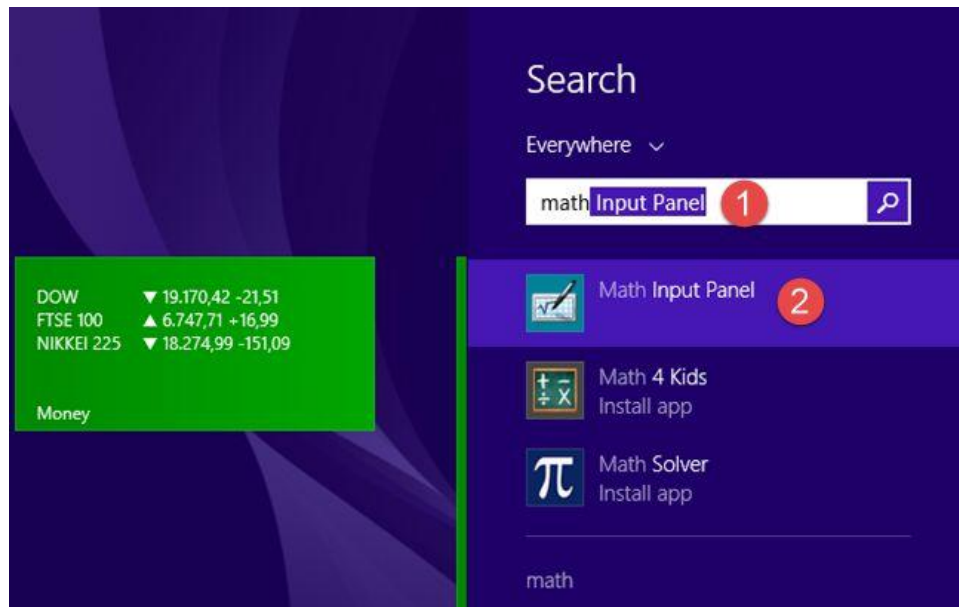 Search
Everywhere
math Input Panel 1
Math Input Panel 2
Math 4 Kids
Install app
Math Solver
Install app
math
DOW ▼ 19.170,42 -21,51
FTSE 100 ▲ 6.747,71 +16,99
NIKKEI 225 ▼ 18.274,99 -151,09
Money